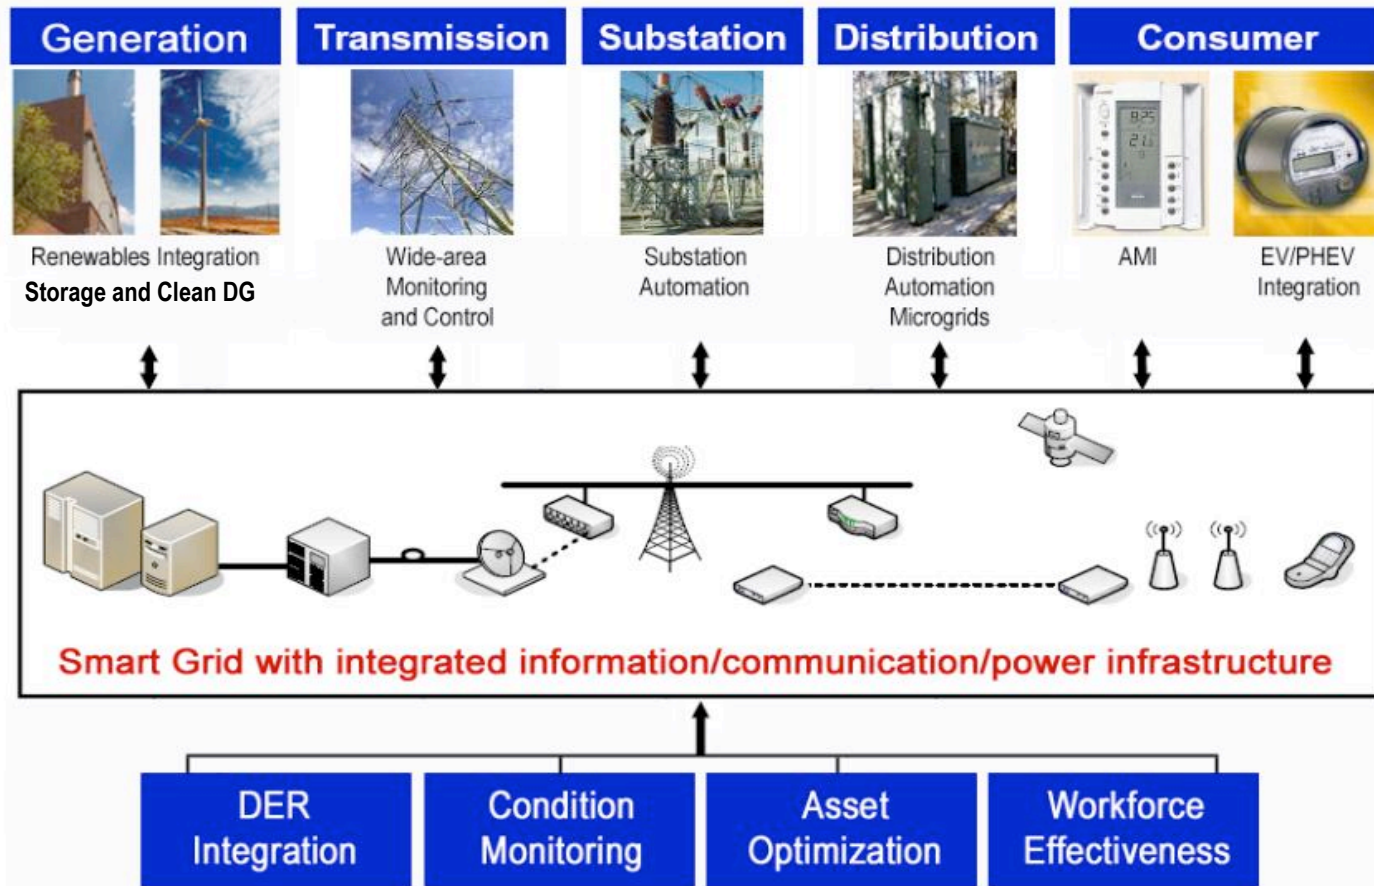 Generation
Transmission
Substation
Distribution
Consumer
Renewables Integration
Storage and Clean DG
Wide-area
Monitoring
and Control
Substation
Automation
Distribution
Automation
Microgrids
AMI
EV/PHEV
Integration
Smart Grid with integrated information/communication/power infrastructure
DER
Integration
Condition
Monitoring
Asset
Optimization
Workforce
Effectiveness